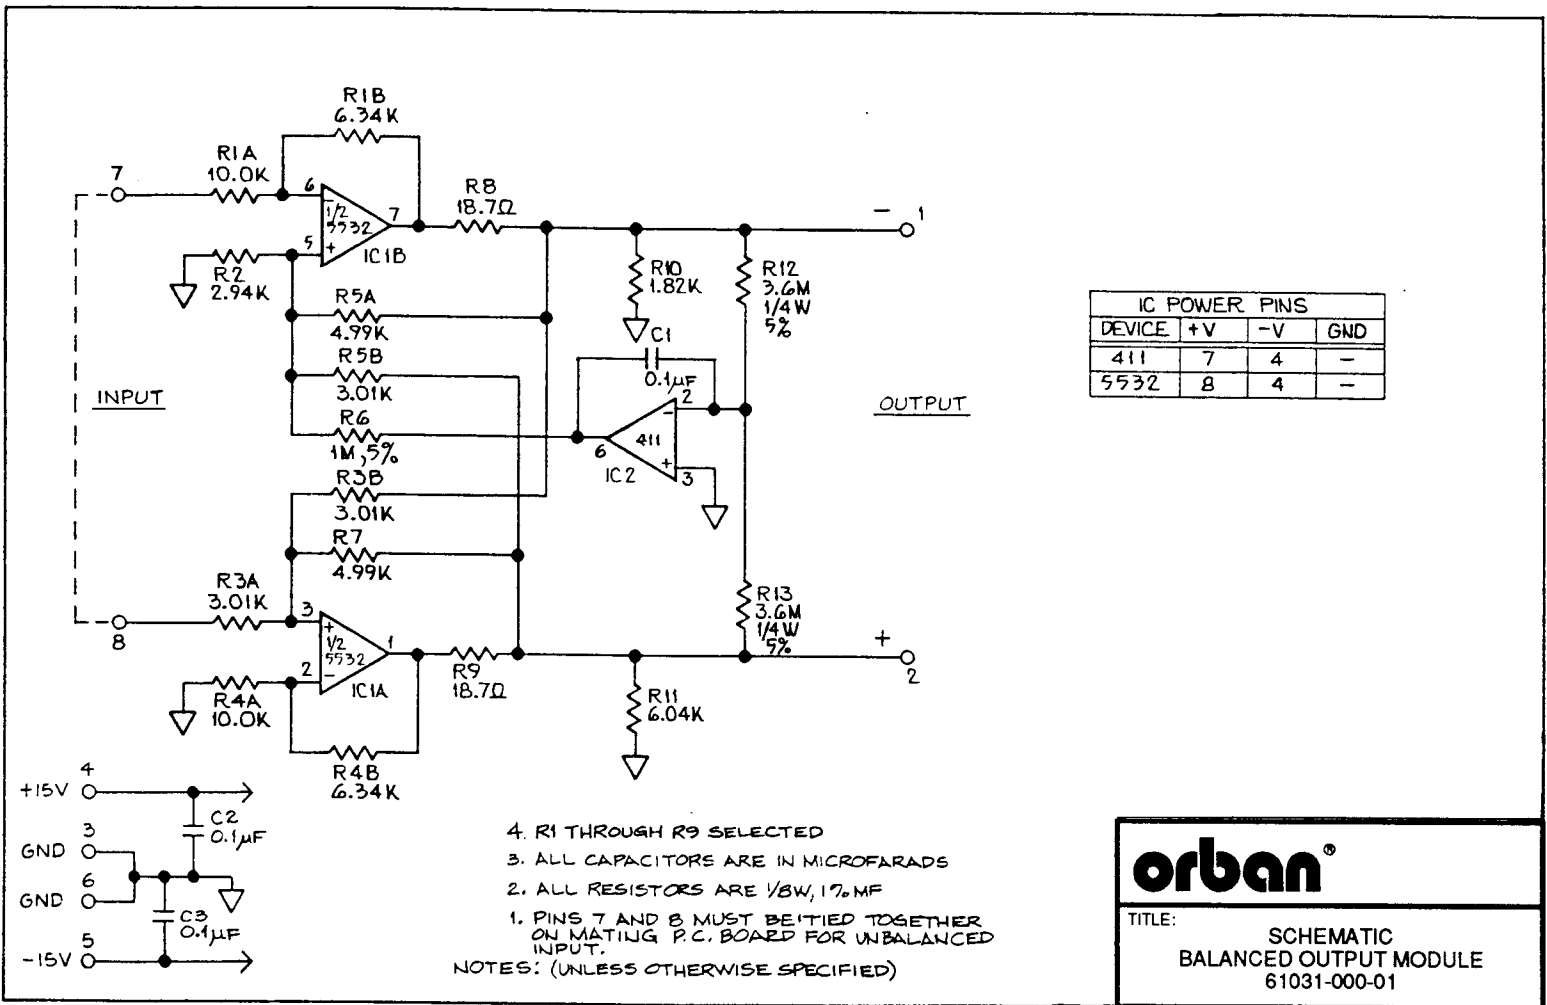 R1B
6.34K
R1A
10.0K
7
6
1/2
5532
7
5
IC1B
R2
2.94K
R8
18.7Ω
-
1
R10
1.82K
R12
3.6M
1/4W
5%
R5A
4.99K
C1
0.1µF
R5B
3.01K
R6
1M, 5%
2
-
411
6
+
3
IC2
INPUT
OUTPUT
R3B
3.01K
R7
4.99K
R3A
3.01K
8
3
+
1/2
5532
1
2
-
IC1A
R4A
10.0K
R9
18.7Ω
R13
3.6M
1/4W
5%
+
2
R11
6.04K
R4B
6.34K
IC POWER PINS
DEVICE +V -V GND
411 7 4 —
5532 8 4 —
4
+15V
C2
0.1µF
3
GND
6
GND
C3
0.1µF
5
-15V
4. R1 THROUGH R9 SELECTED
3. ALL CAPACITORS ARE IN MICROFARADS
2. ALL RESISTORS ARE 1/8W, 1% MF
1. PINS 7 AND 8 MUST BE TIED TOGETHER
ON MATING P.C. BOARD FOR UNBALANCED
INPUT.
NOTES: (UNLESS OTHERWISE SPECIFIED)
orban®
TITLE:
SCHEMATIC
BALANCED OUTPUT MODULE
61031-000-01